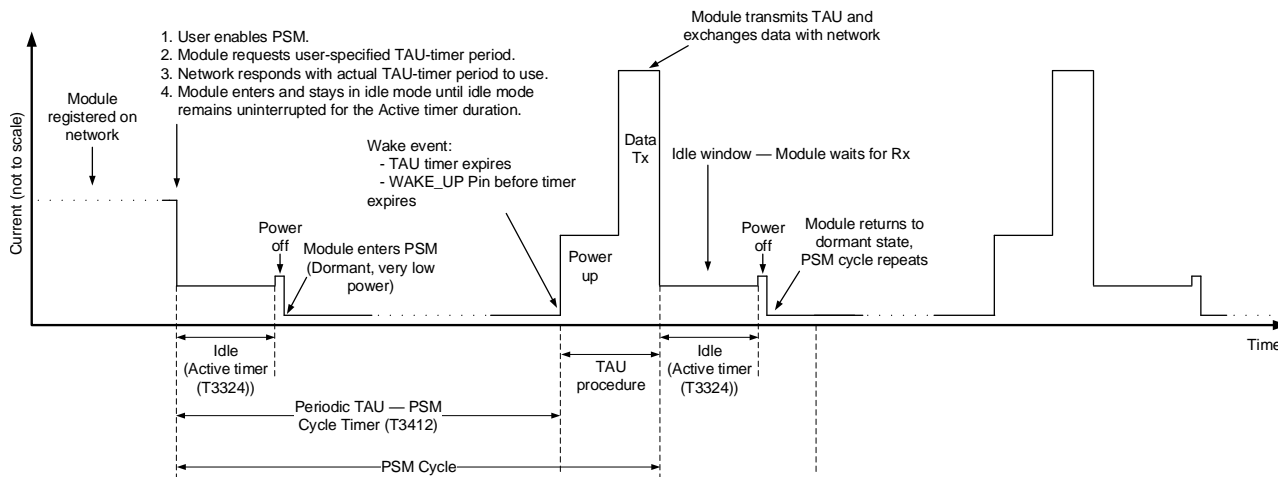 Module transmits TAU and
exchanges data with network
1. User enables PSM.
2. Module requests user-specified TAU-timer period.
3. Network responds with actual TAU-timer period to use.
4. Module enters and stays in idle mode until idle mode
remains uninterrupted for the Active timer duration.
Module
registered on
network
Current (not to scale)
Wake event:
- TAU timer expires
- WAKE_UP Pin before timer
expires
Data
Tx
Idle window — Module waits for Rx
Power
off
Module enters PSM
(Dormant, very low
power)
Power
up
Power
off
Module returns to
dormant state,
PSM cycle repeats
Time
Idle
(Active timer
(T3324))
TAU
procedure
Idle
(Active timer
(T3324))
Periodic TAU — PSM
Cycle Timer (T3412)
PSM Cycle